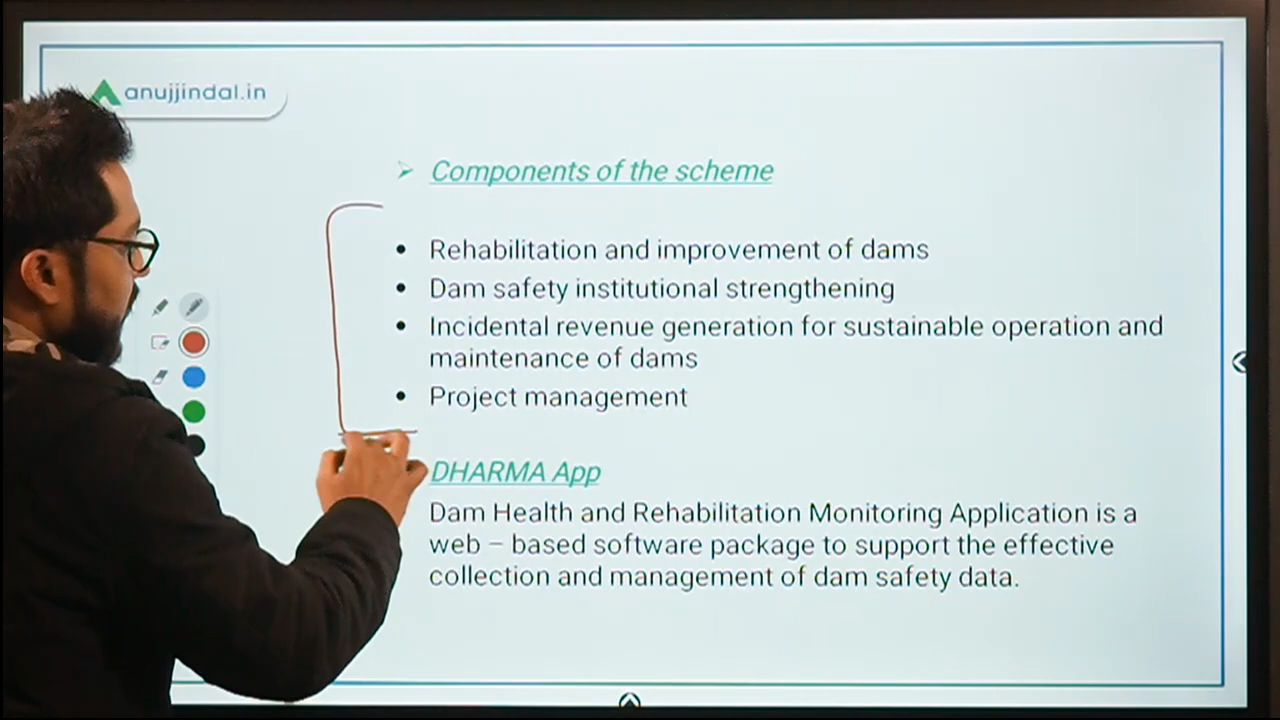 anujjindal.in
Components of the scheme
Rehabilitation and improvement of dams
Dam safety institutional strengthening
Incidental revenue generation for sustainable operation and
maintenance of dams
Project management
DHARMA App
Dam Health and Rehabilitation Monitoring Application is a
web – based software package to support the effective
collection and management of dam safety data.